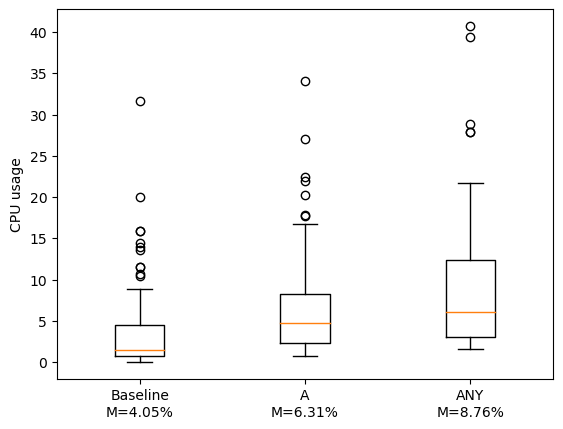 40
35
30
25
20
15
10
5
0
CPU usage
Baseline
M=4.05%
A
M=6.31%
ANY
M=8.76%